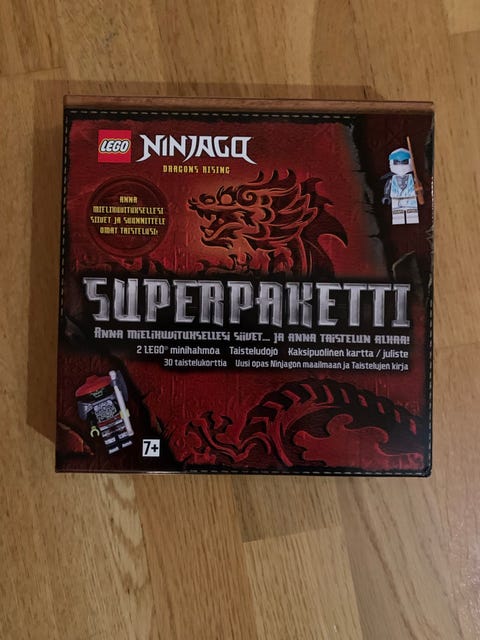 LEGO NINJAGO
DRAGONS RISING
ANNA
MIELIKUVITUKSELLESI
SIIVET JA SUUNNITTELE
OMAT TAISTELUSI!
SUPERPAKETTI
ANNA MIELIKUVITUKSELLESI SIIVET... JA ANNA TAISTELUN ALKAA!
2 LEGO® minihahmoa Taisteludojo Kaksipuolinen kartta / juliste
30 taistelukorttia Uusi opas Ninjagon maailmaan ja Taistelujen kirja
7+